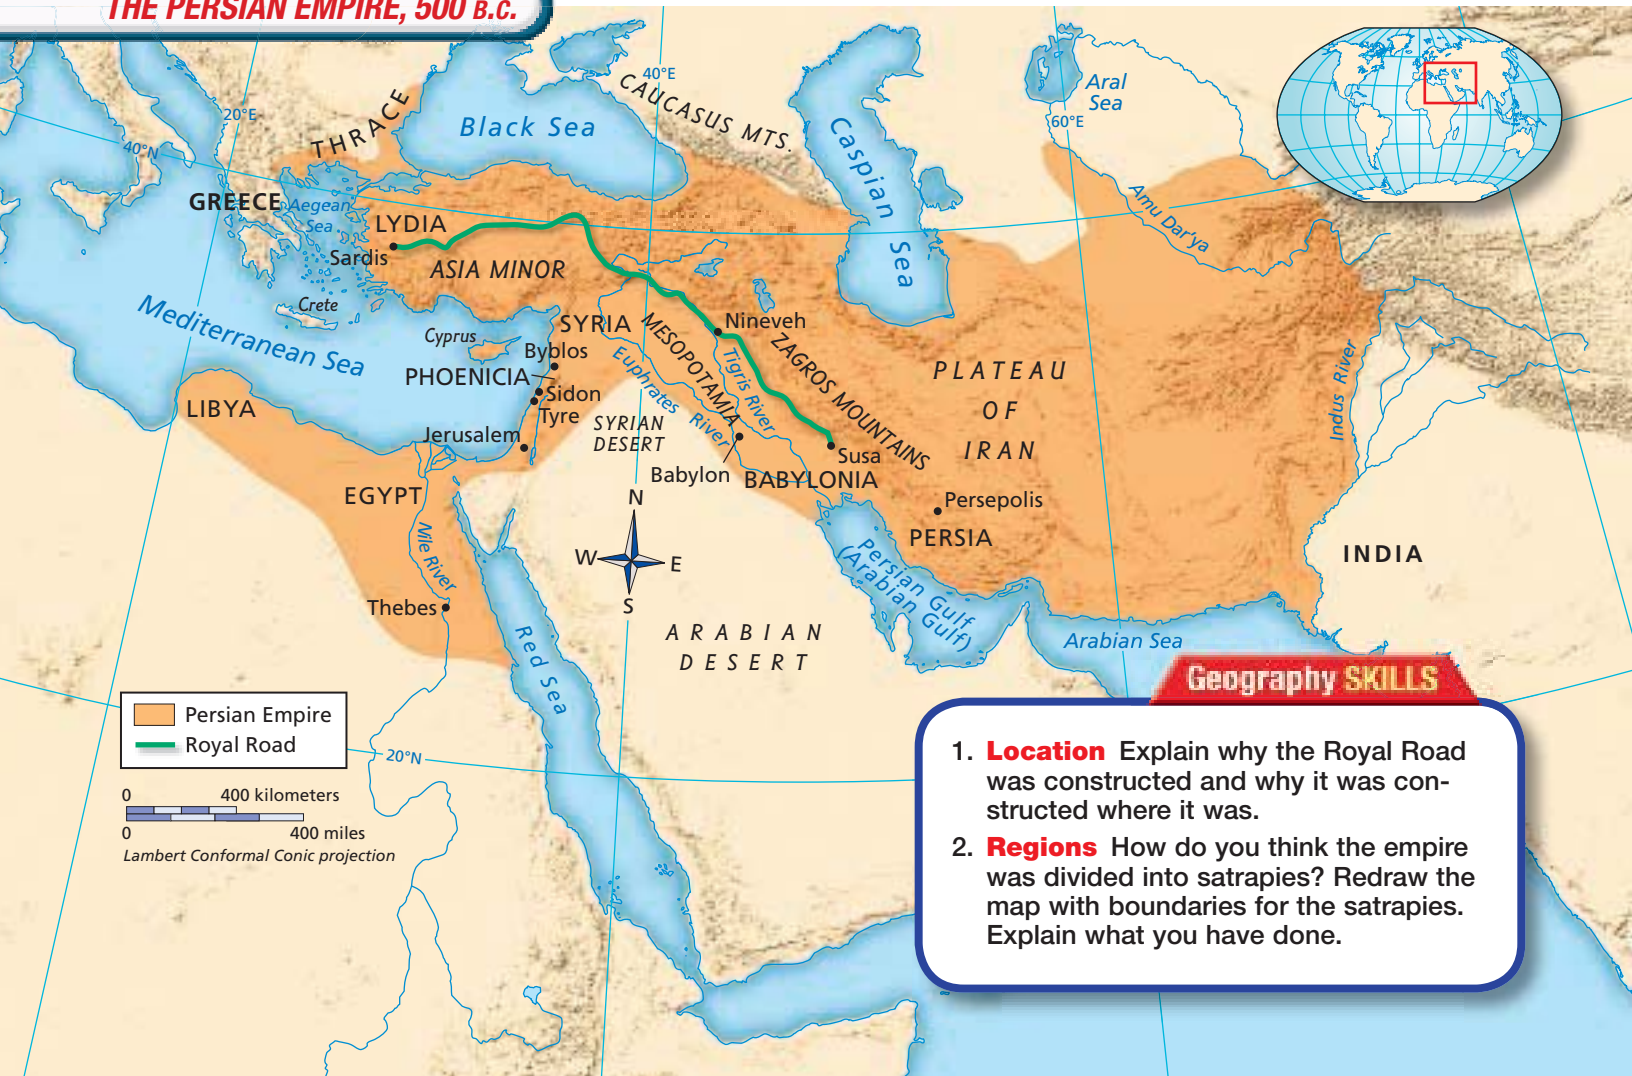 THE PERSIAN EMPIRE, 500 B.C.
40°E
CAUCASUS MTS.
Aral
Sea
60°E
20°E
THRACE
Black Sea
Caspian Sea
40°N
GREECE
Aegean
Sea
LYDIA
Sardis
ASIA MINOR
Amu Dar'ya
Crete
Mediterranean Sea
Cyprus
SYRIA
Byblos
PHOENICIA
Sidon
Tyre
Jerusalem
MESOPOTAMIA
Nineveh
Euphrates River
Tigris River
ZAGROS MOUNTAINS
PLATEAU
OF
IRAN
Indus River
LIBYA
SYRIAN
DESERT
Babylon
BABYLONIA
Susa
EGYPT
Nile River
Thebes
Persepolis
PERSIA
INDIA
N
W
E
S
Persian Gulf
(Arabian Gulf)
ARABIAN
DESERT
Arabian Sea
Red Sea
Persian Empire
Royal Road
20°N
0 400 kilometers
0 400 miles
Lambert Conformal Conic projection
Geography SKILLS
1. Location Explain why the Royal Road
was constructed and why it was con-
structed where it was.
2. Regions How do you think the empire
was divided into satrapies? Redraw the
map with boundaries for the satrapies.
Explain what you have done.